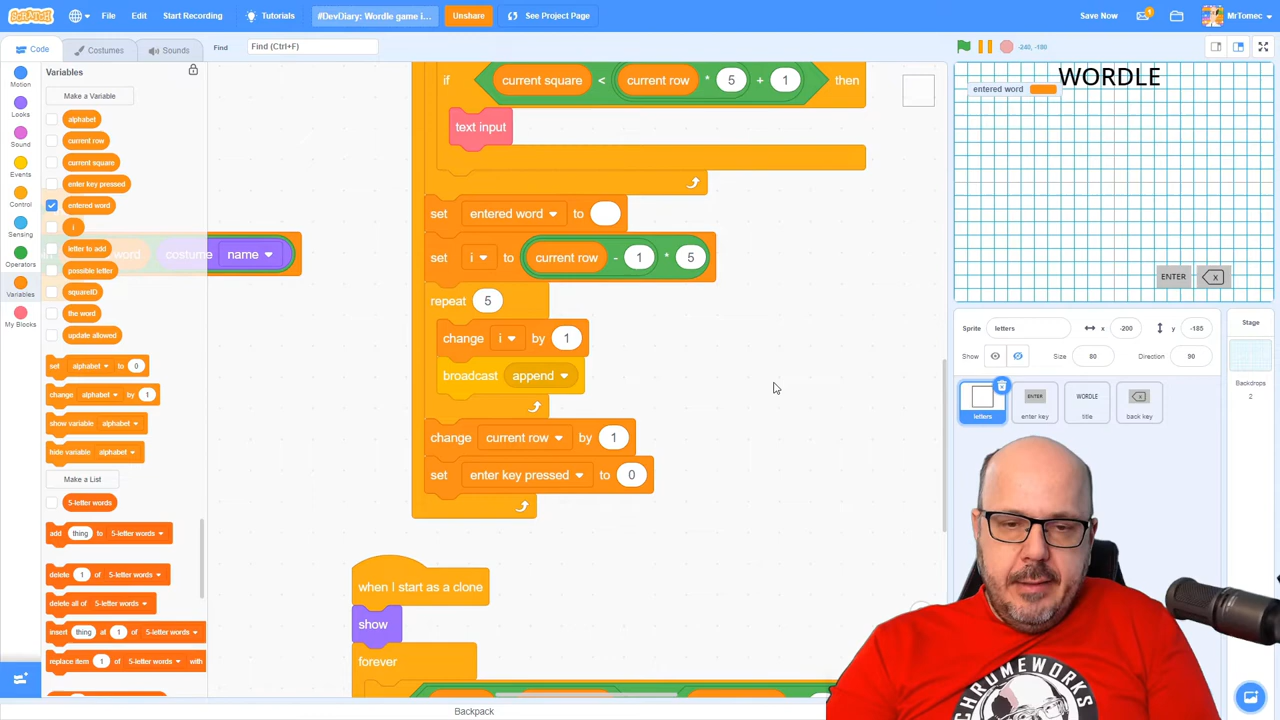 SCRATCH
File
Edit
Start Recording
Tutorials
#DevDiary: Wordle game i...
Unshare
See Project Page
Save Now
1
MrTomec
Code
Costumes
Sounds
Find
Find (Ctrl+F)
-240, -180
Motion
Looks
Sound
Events
Control
Sensing
Operators
Variables
My Blocks
Variables
Make a Variable
alphabet
current row
current square
enter key pressed
entered word
i
letter to add
possible letter
squareID
the word
update allowed
set alphabet to 0
change alphabet by 1
show variable alphabet
hide variable alphabet
Make a List
5-letter words
add thing to 5-letter words
delete 1 of 5-letter words
delete all of 5-letter words
insert thing at 1 of 5-letter words
replace item 1 of 5-letter words with
word costume name
if current square < current row * 5 + 1 then
text input
set entered word to
set i to current row - 1 * 5
repeat 5
change i by 1
broadcast append
change current row by 1
set enter key pressed to 0
when I start as a clone
show
forever
Backpack
WORDLE
entered word
ENTER
X
Sprite letters x -200 y -185
Show Size 80 Direction 90
letters
ENTER
enter key
WORDLE
title
X
back key
Stage
Backdrops
2
CHROMEWORKS